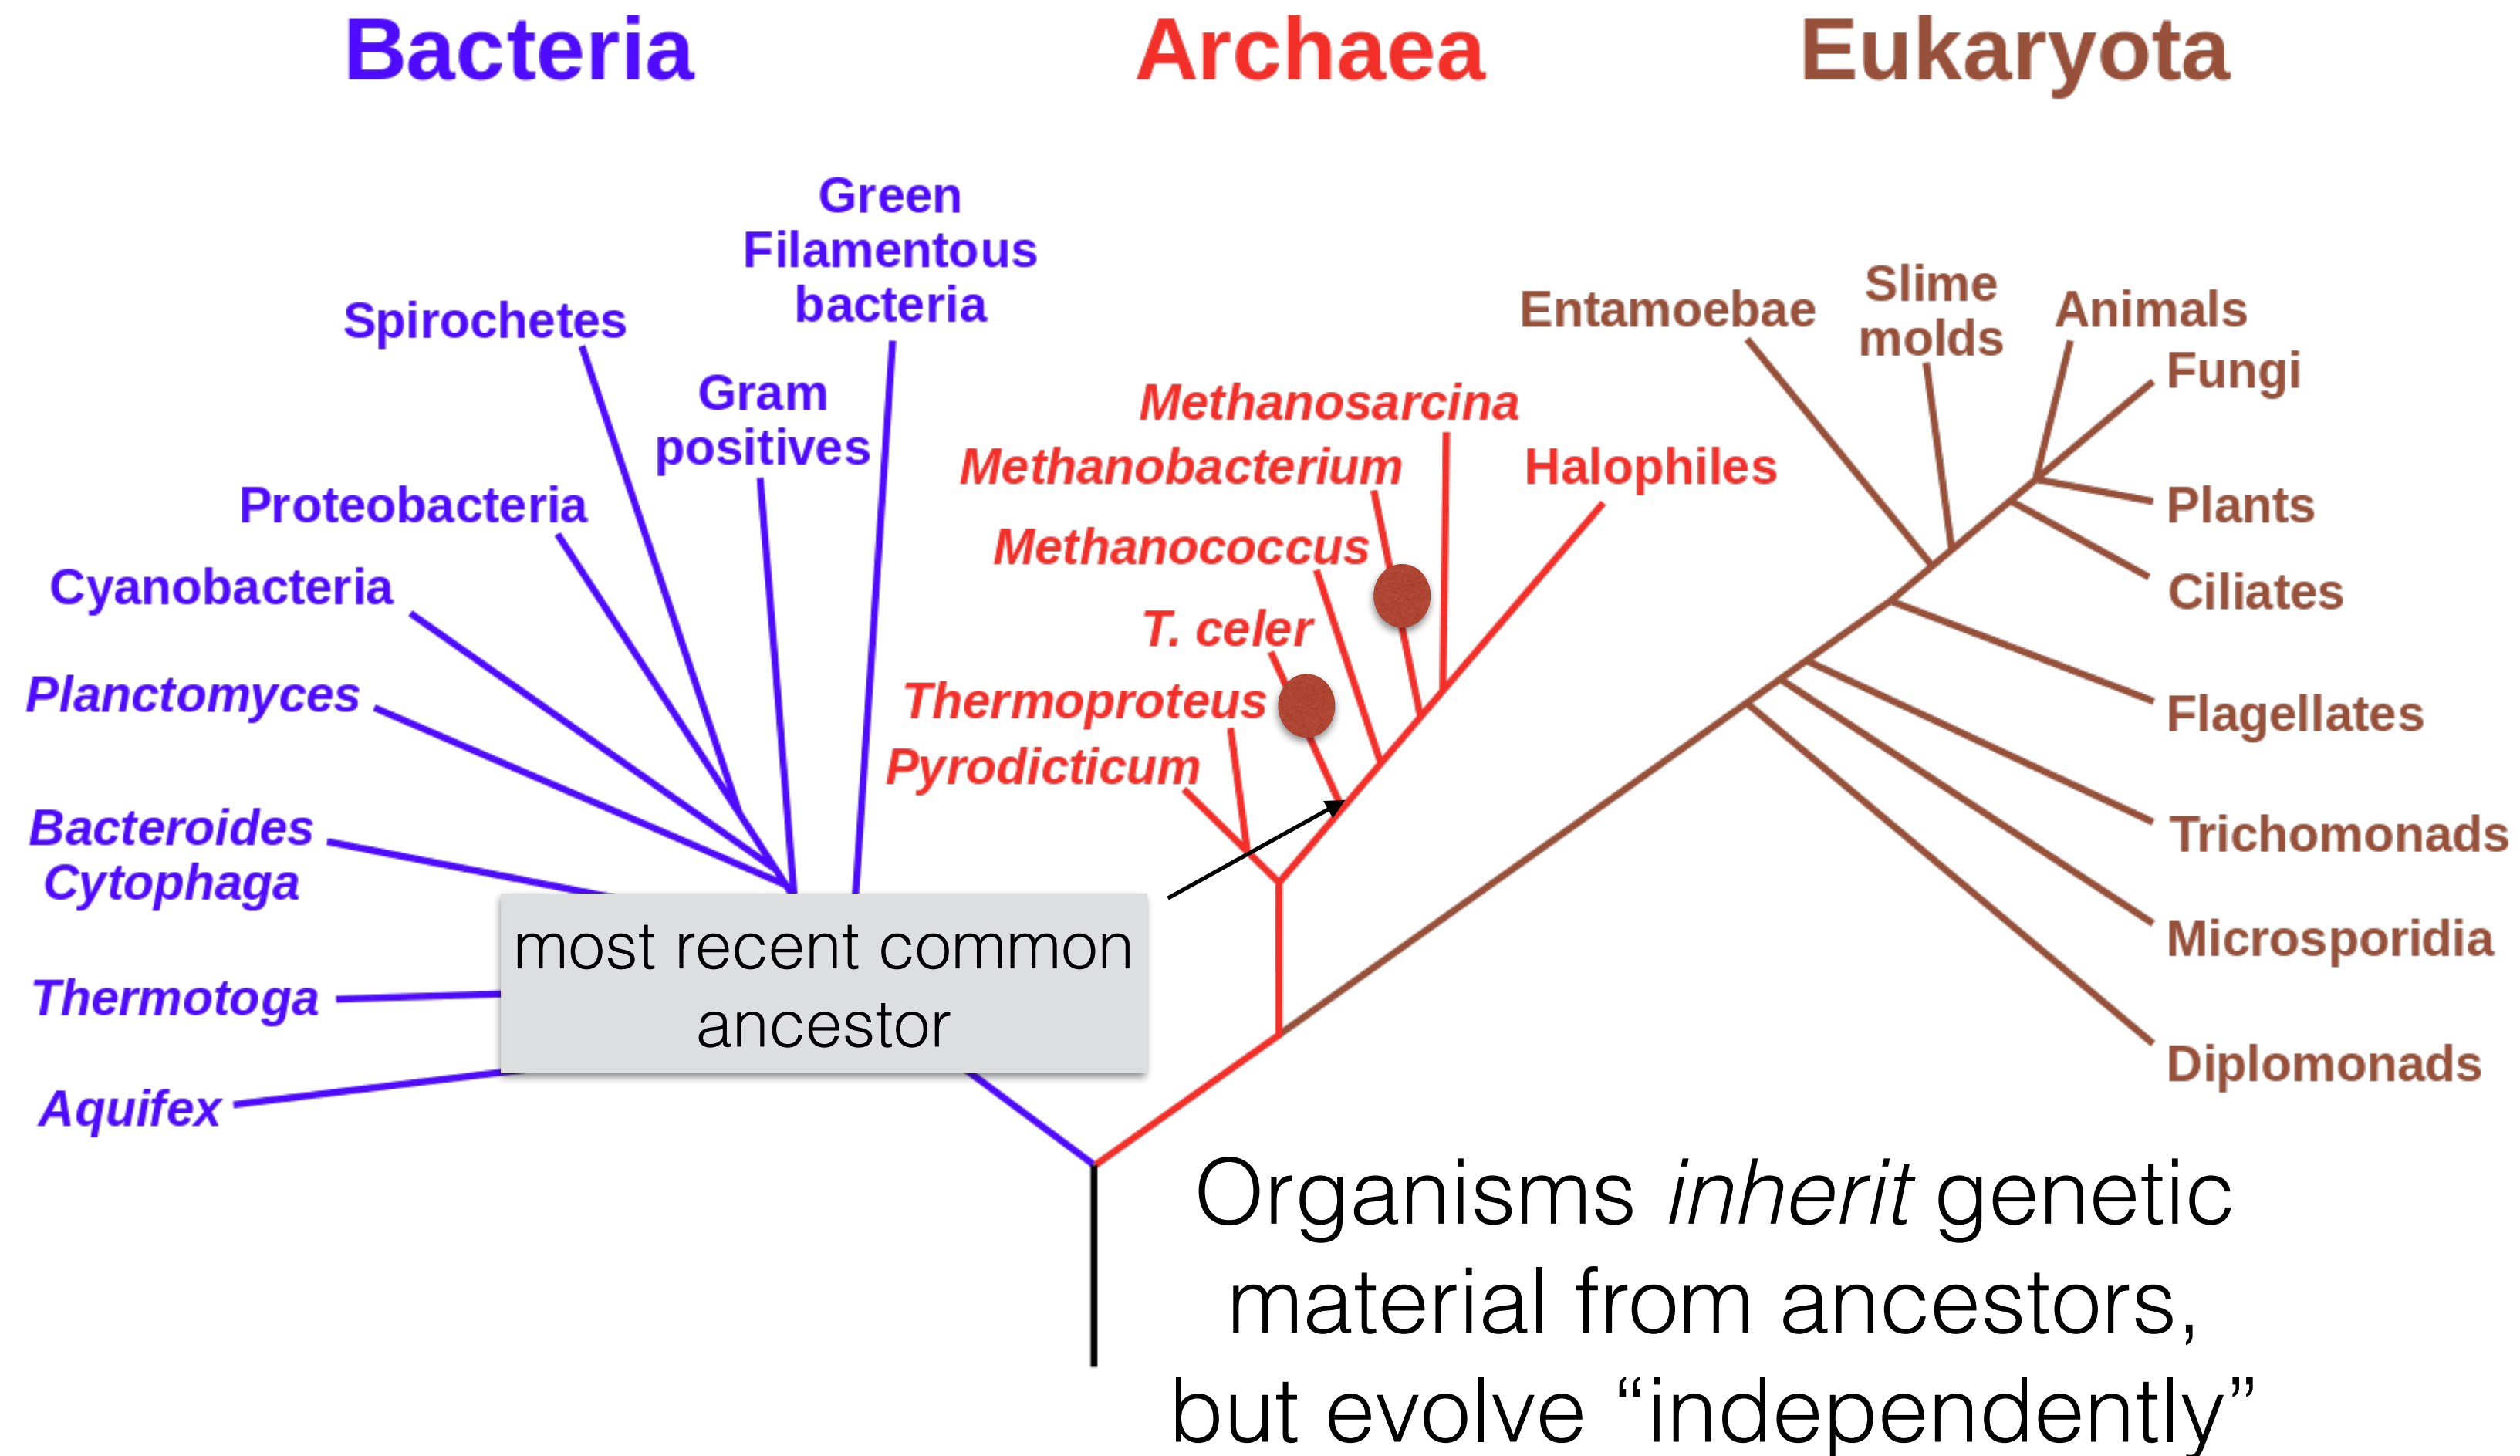 Bacteria
Archaea
Eukaryota
Green
Filamentous
bacteria
Spirochetes
Gram
positives
Proteobacteria
Cyanobacteria
Planctomyces
Bacteroides
Cytophaga
Thermotoga
Aquifex
Methanosarcina
Methanobacterium
Halophiles
Methanococcus
T. celer
Thermoproteus
Pyrodicticum
Entamoebae
Slime
molds
Animals
Fungi
Plants
Ciliates
Flagellates
Trichomonads
Microsporidia
Diplomonads
most recent common
ancestor
Organisms inherit genetic
material from ancestors,
but evolve “independently”